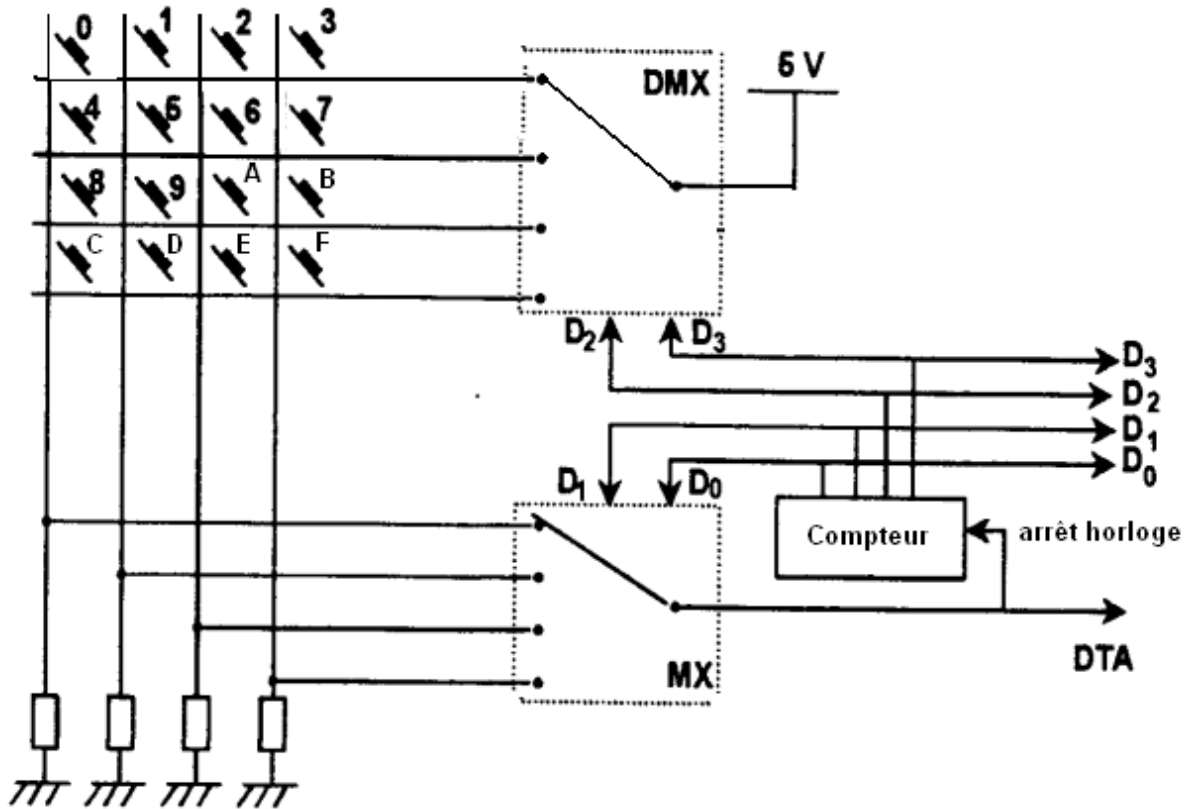 0 1 2 3
DMX
5 V
4 5 6 7
8 9 A B
C D E F
D2 D3
D3
D2
D1
D0
D1 D0
Compteur
arrêt horloge
MX
DTA